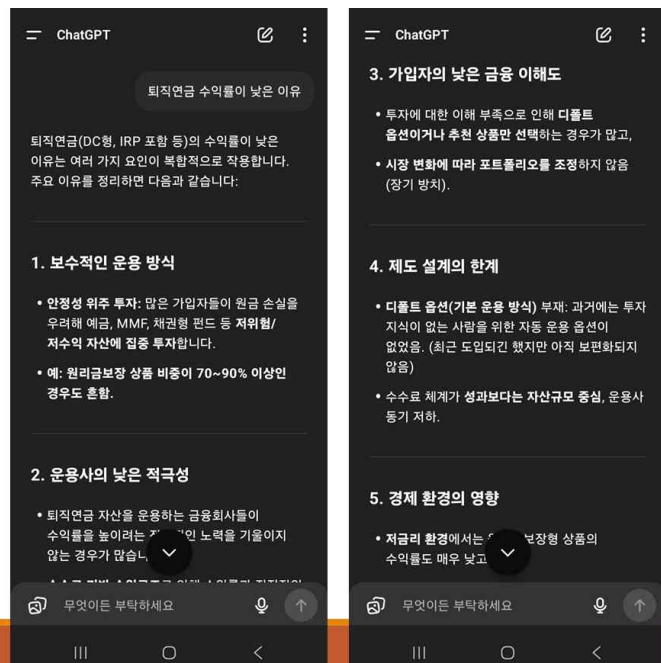 ChatGPT
퇴직연금 수익률이 낮은 이유
퇴직연금(DC형, IRP 포함 등)의 수익률이 낮은
이유는 여러 가지 요인이 복합적으로 작용합니다.
주요 이유를 정리하면 다음과 같습니다:
1. 보수적인 운용 방식
• 안정성 위주 투자: 많은 가입자들이 원금 손실을
우려해 예금, MMF, 채권형 펀드 등 저위험/
저수익 자산에 집중 투자합니다.
• 예: 원리금보장 상품 비중이 70~90% 이상인
경우도 흔함.
2. 운용사의 낮은 적극성
• 퇴직연금 자산을 운용하는 금융회사들이
수익률을 높이려는 노력을 기울이지
않는 경우가
무엇이든 부탁하세요
ChatGPT
3. 가입자의 낮은 금융 이해도
• 투자에 대한 이해 부족으로 인해 디폴트
옵션이거나 추천 상품만 선택하는 경우가 많고,
• 시장 변화에 따라 포트폴리오를 조정하지 않음
(장기 방치).
4. 제도 설계의 한계
• 디폴트 옵션(기본 운용 방식) 부재: 과거에는 투자
지식이 없는 사람을 위한 자동 운용 옵션이
없었음. (최근 도입되긴 했지만 아직 보편화되지
않음)
• 수수료 체계가 성과보다는 자산규모 중심, 운용사
동기 저하.
5. 경제 환경의 영향
• 저금리 환경에서는 상품의
수익률도 매우 낮고
무엇이든 부탁하세요